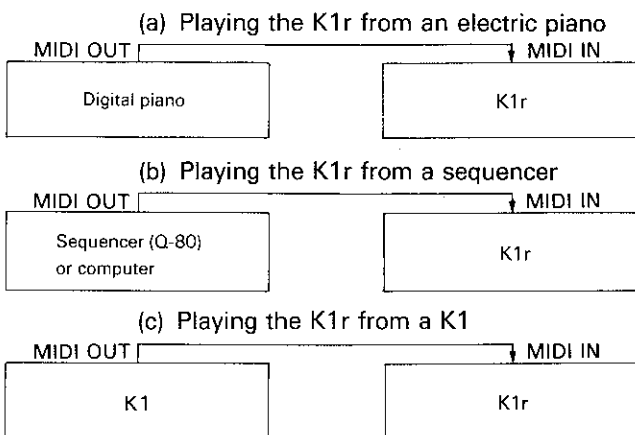 (a) Playing the K1r from an electric piano
MIDI OUT MIDI IN
Digital piano K1r
(b) Playing the K1r from a sequencer
MIDI OUT MIDI IN
Sequencer (Q-80)
or computer K1r
(c) Playing the K1r from a K1
MIDI OUT MIDI IN
K1 K1r